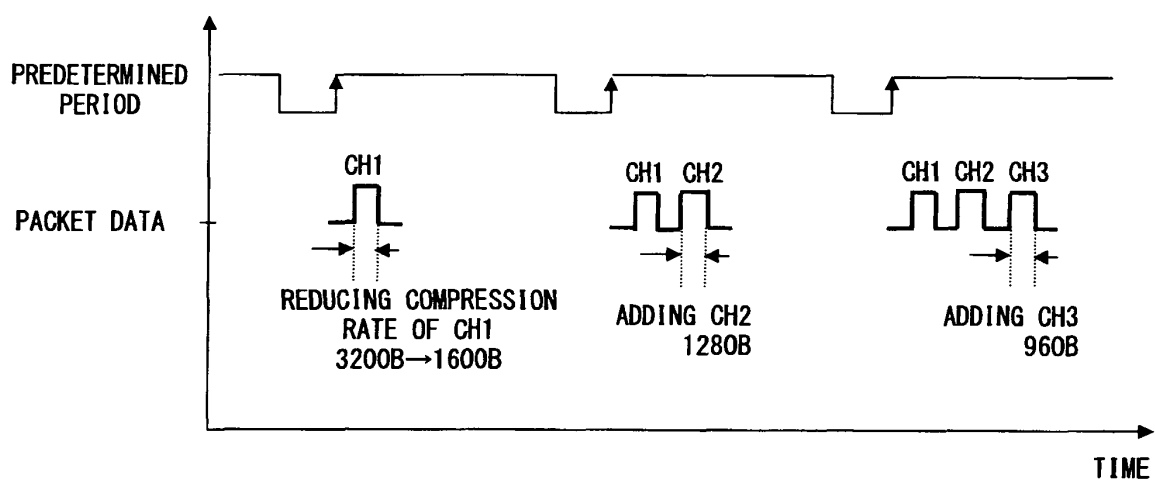 PREDETERMINED
PERIOD
CH1
CH1 CH2
CH1 CH2 CH3
PACKET DATA
REDUCING COMPRESSION
RATE OF CH1
3200B→1600B
ADDING CH2
1280B
ADDING CH3
960B
TIME